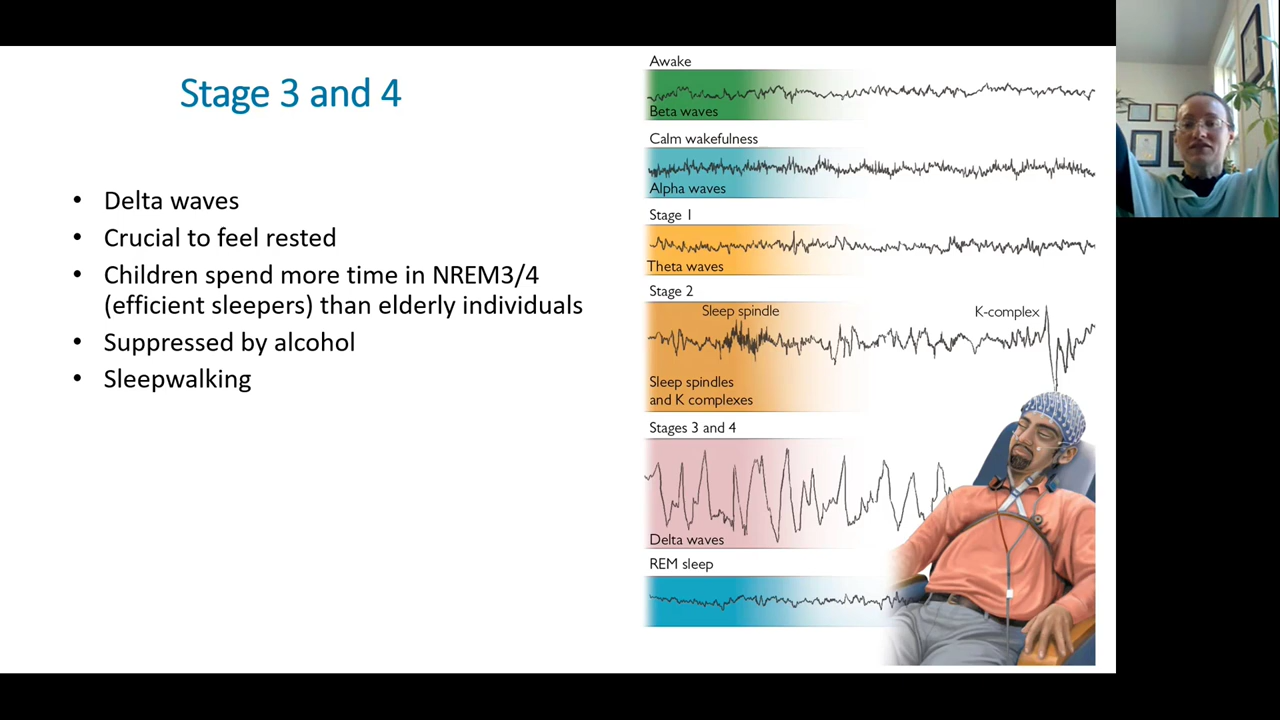 Stage 3 and 4
• Delta waves
• Crucial to feel rested
• Children spend more time in NREM3/4
(efficient sleepers) than elderly individuals
• Suppressed by alcohol
• Sleepwalking
Awake
Beta waves
Calm wakefulness
Alpha waves
Stage 1
Theta waves
Stage 2
Sleep spindle
K-complex
Sleep spindles
and K complexes
Stages 3 and 4
Delta waves
REM sleep